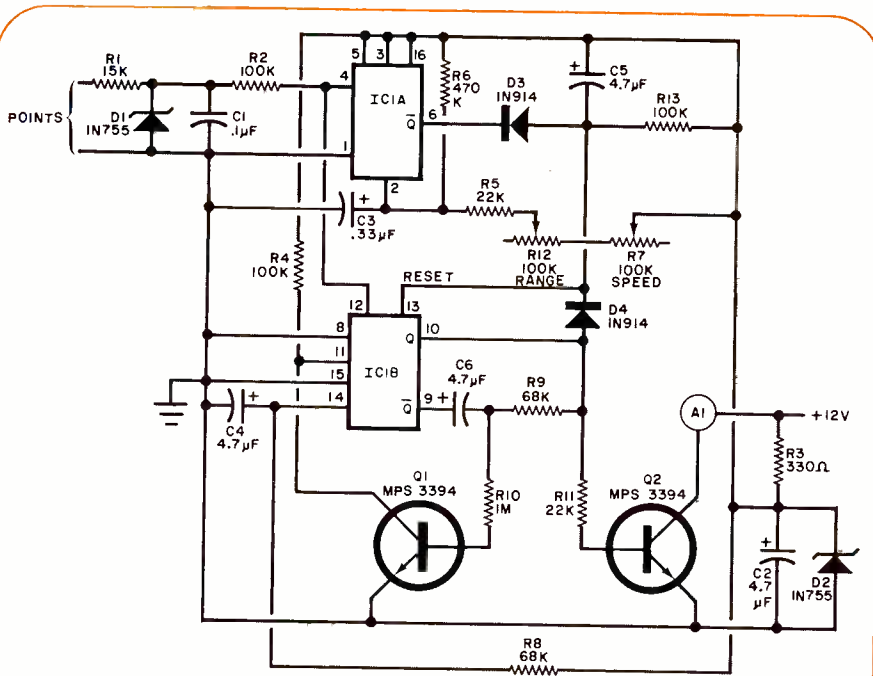 R1
15K
R2
100K
POINTS
D1
IN755
C1
.1µF
5
3
16
4
IC1A
6
Q̅
1
2
R6
470
K
D3
IN914
+
C5
4.7µF
R13
100K
+
C3
.33µF
R5
22K
R12
100K
RANGE
R7
100K
SPEED
R4
100K
RESET
12
13
8
10
Q
11
IC1B
15
14
9
Q̅
D4
IN914
+
C4
4.7µF
C6
4.7µF
+
R9
68K
A1
+12V
R3
330Ω
Q1
MPS 3394
R10
1M
R11
22K
Q2
MPS 3394
+
C2
4.7
µF
D2
IN755
R8
68K